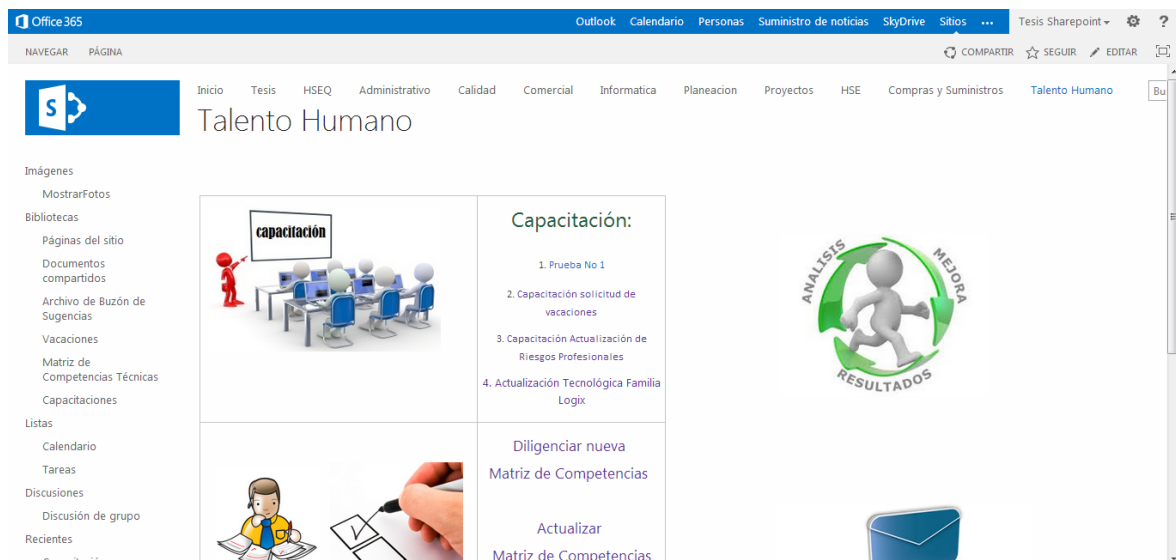 Office 365
Outlook Calendario Personas Suministro de noticias SkyDrive Sitios ••• Tesis Sharepoint ?
NAVEGAR PÁGINA
COMPARTIR SEGUIR EDITAR
S
Inicio Tesis HSEQ Administrativo Calidad Comercial Informatica Planeacion Proyectos HSE Compras y Suministros Talento Humano
Talento Humano
Imágenes
MostrarFotos
Bibliotecas
Páginas del sitio
Documentos
compartidos
Archivo de Buzón de
Sugencias
Vacaciones
Matriz de
Competencias Técnicas
Capacitaciones
Listas
Calendario
Tareas
Discusiones
Discusión de grupo
Recientes
capacitación
Capacitación:
1. Prueba No 1
2. Capacitación solicitud de
vacaciones
3. Capacitación Actualización de
Riesgos Profesionales
4. Actualización Tecnológica Familia
Logix
Diligenciar nueva
Matriz de Competencias
Actualizar
Matriz de Competencias
ANALISIS
MEJORA
RESULTADOS